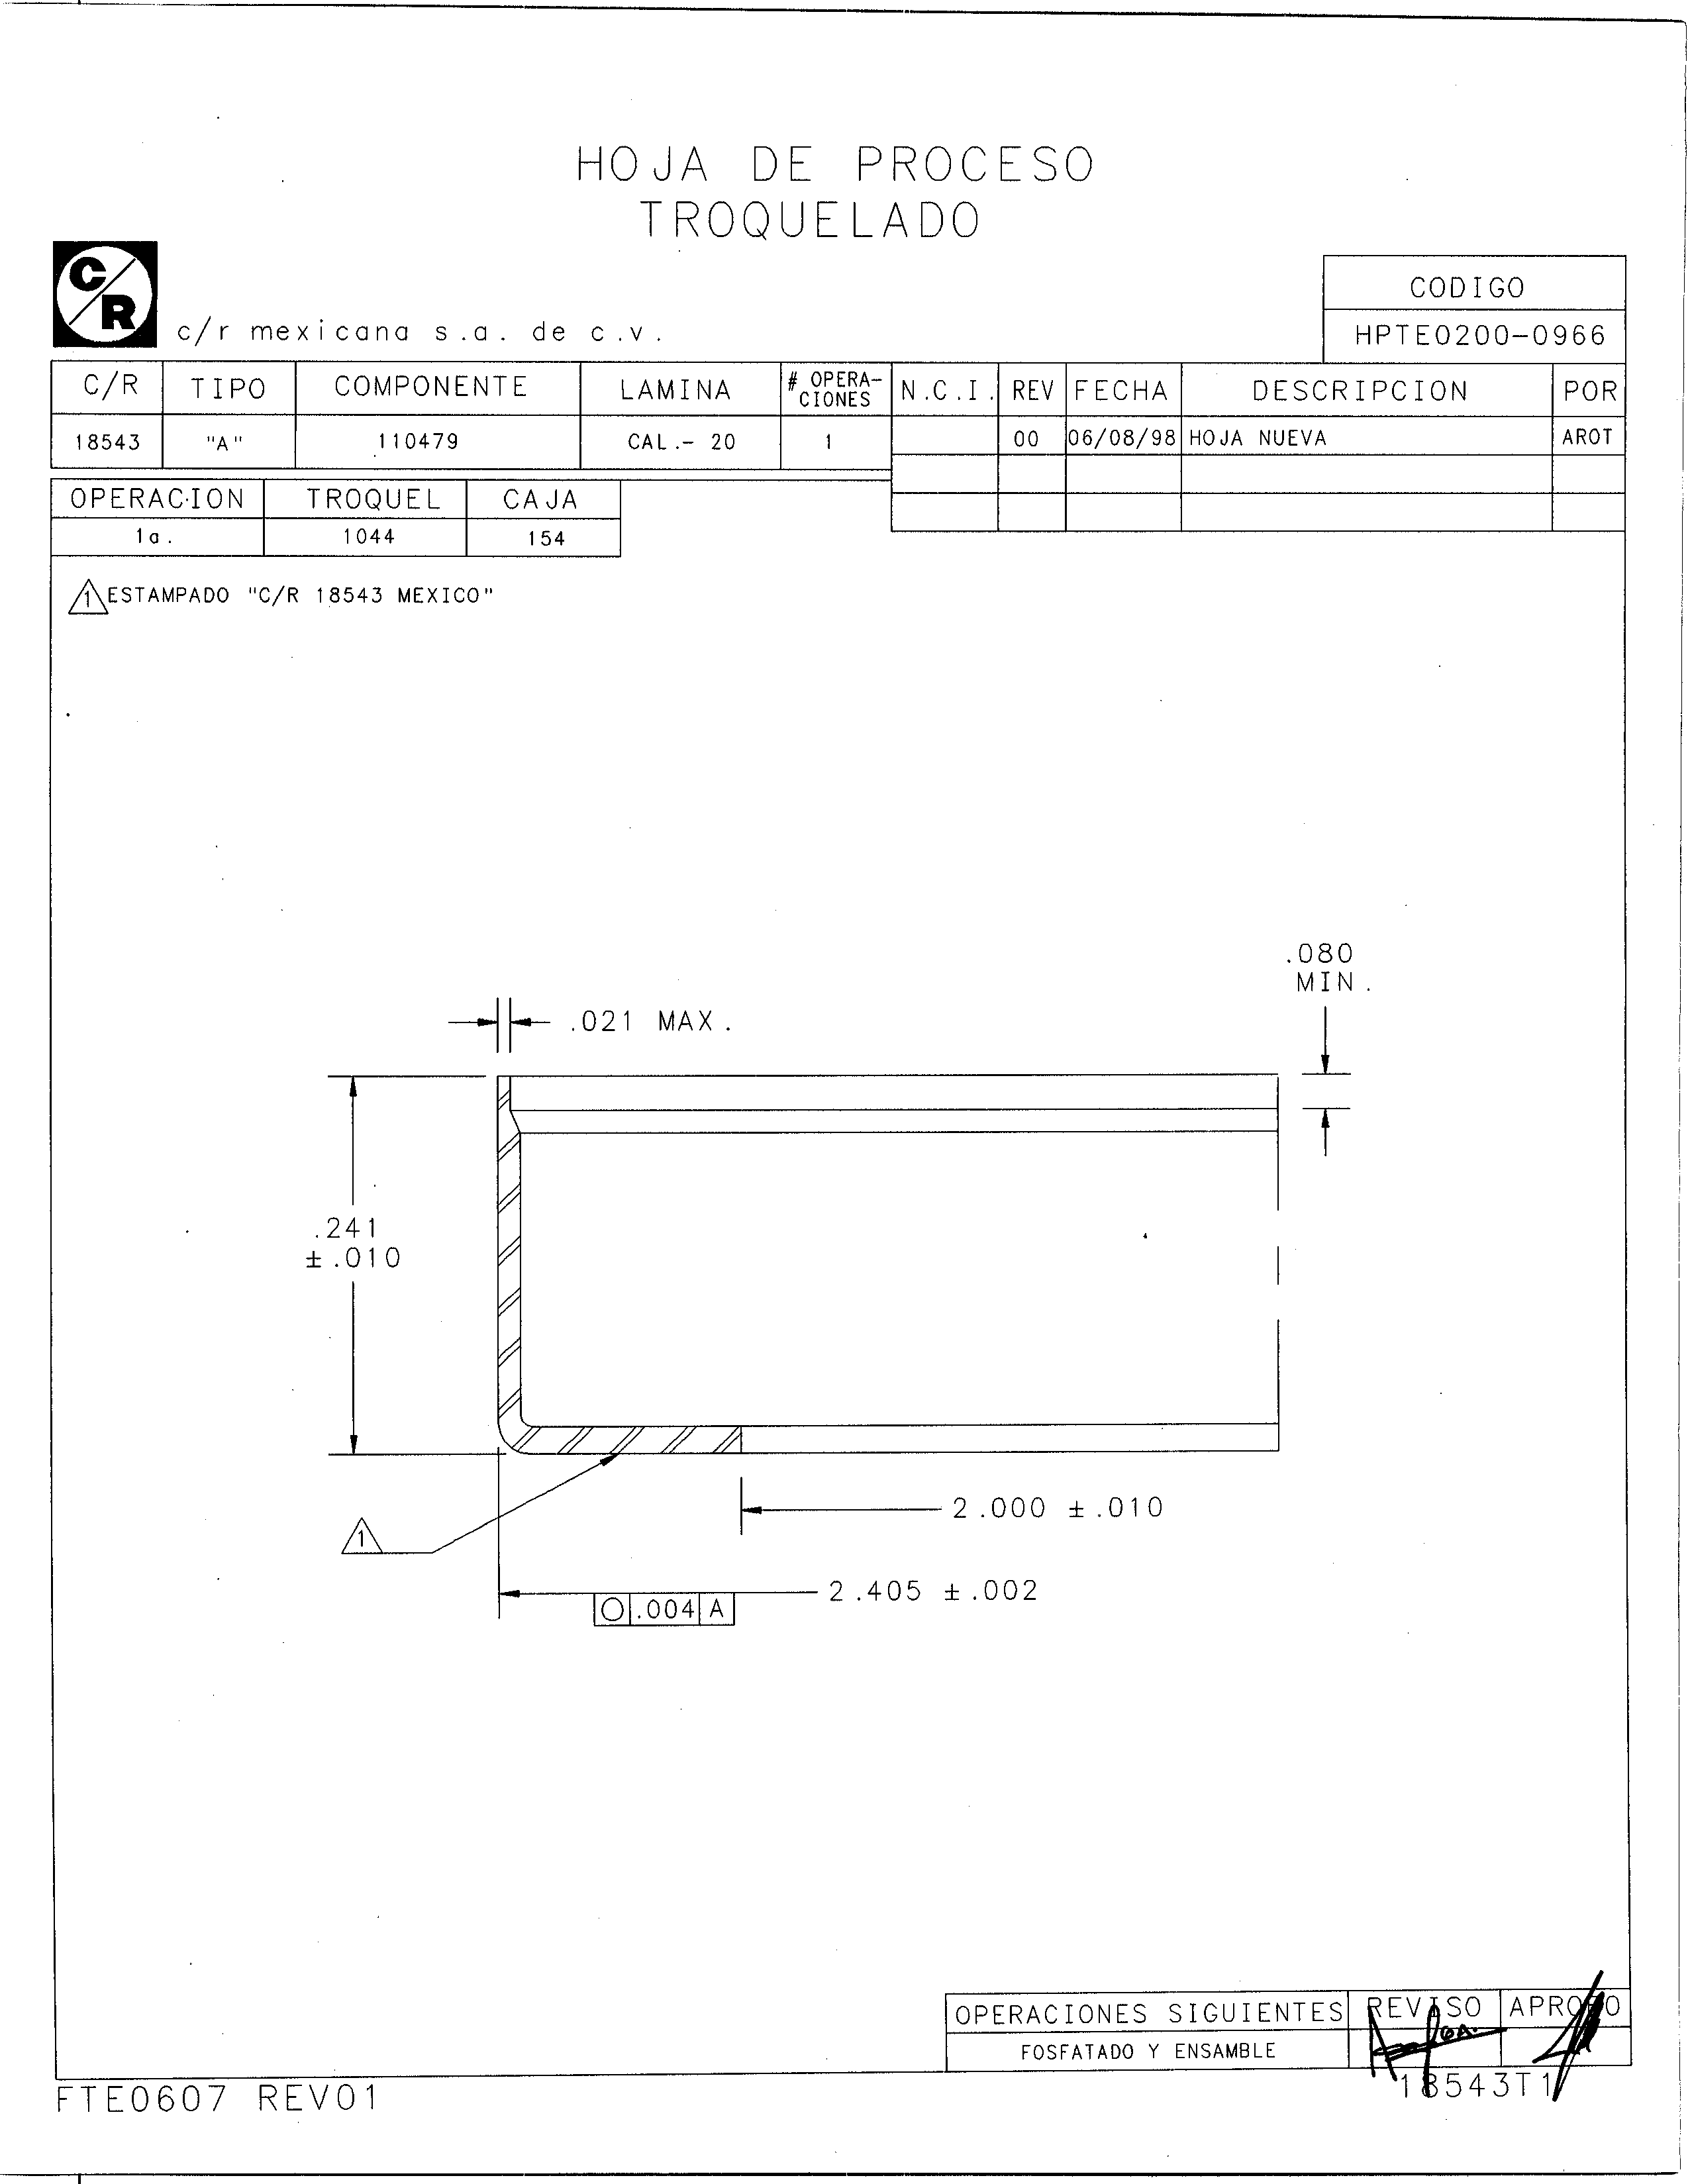 HOJA DE PROCESO
TROQUELADO
C/R
c/r mexicana s.a. de c.v.
CODIGO
HPTE0200-0966
C/R TIPO COMPONENTE LAMINA # OPERA-CIONES N.C.I. REV FECHA DESCRIPCION POR
18543 "A" 110479 CAL.- 20 1 00 06/08/98 HOJA NUEVA AROT
OPERACION TROQUEL CAJA
1a. 1044 154
1 ESTAMPADO "C/R 18543 MEXICO"
.080
MIN.
.021 MAX.
.241
±.010
2.000 ±.010
1
2.405 ±.002
○ .004 A
OPERACIONES SIGUIENTES REVISO APROBO
FOSFATADO Y ENSAMBLE
18543T1
FTE0607 REV01